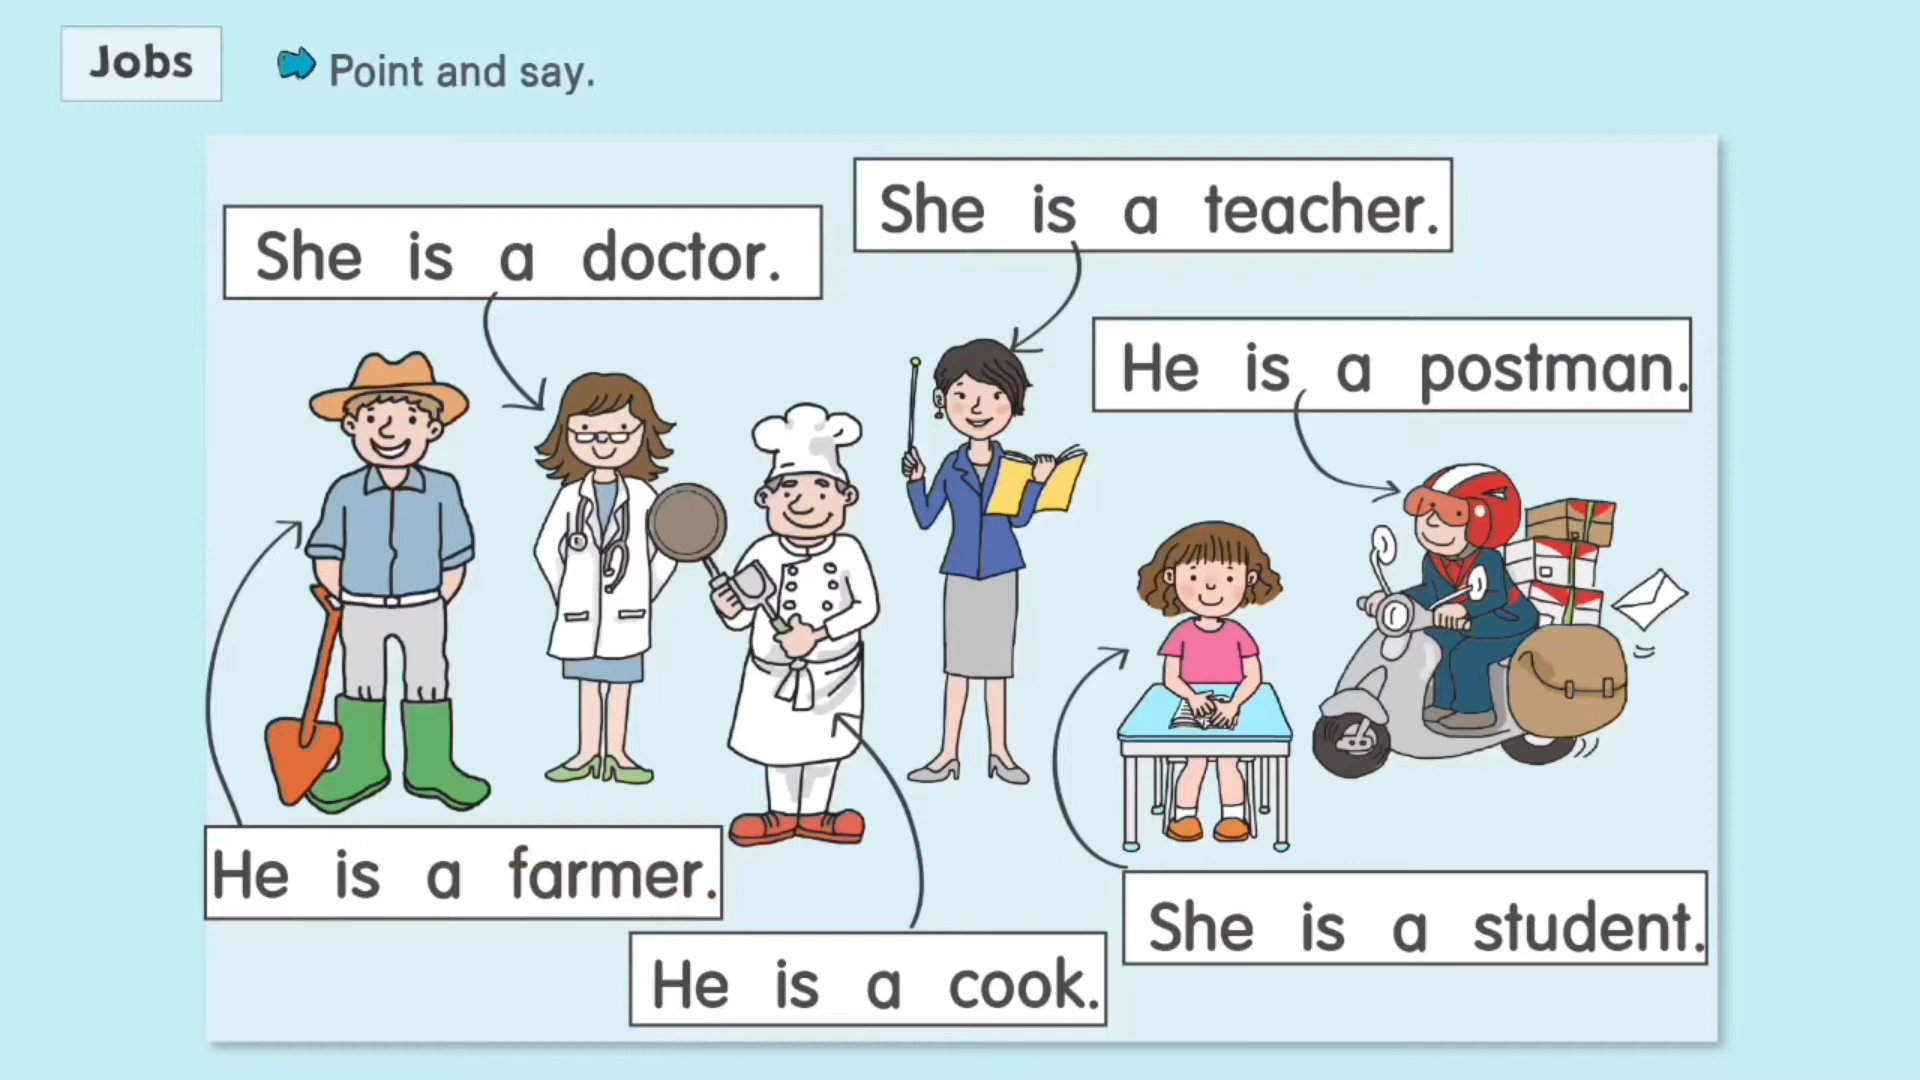 Jobs
Point and say.
She is a teacher.
She is a doctor.
He is a postman.
He is a farmer.
She is a student.
He is a cook.